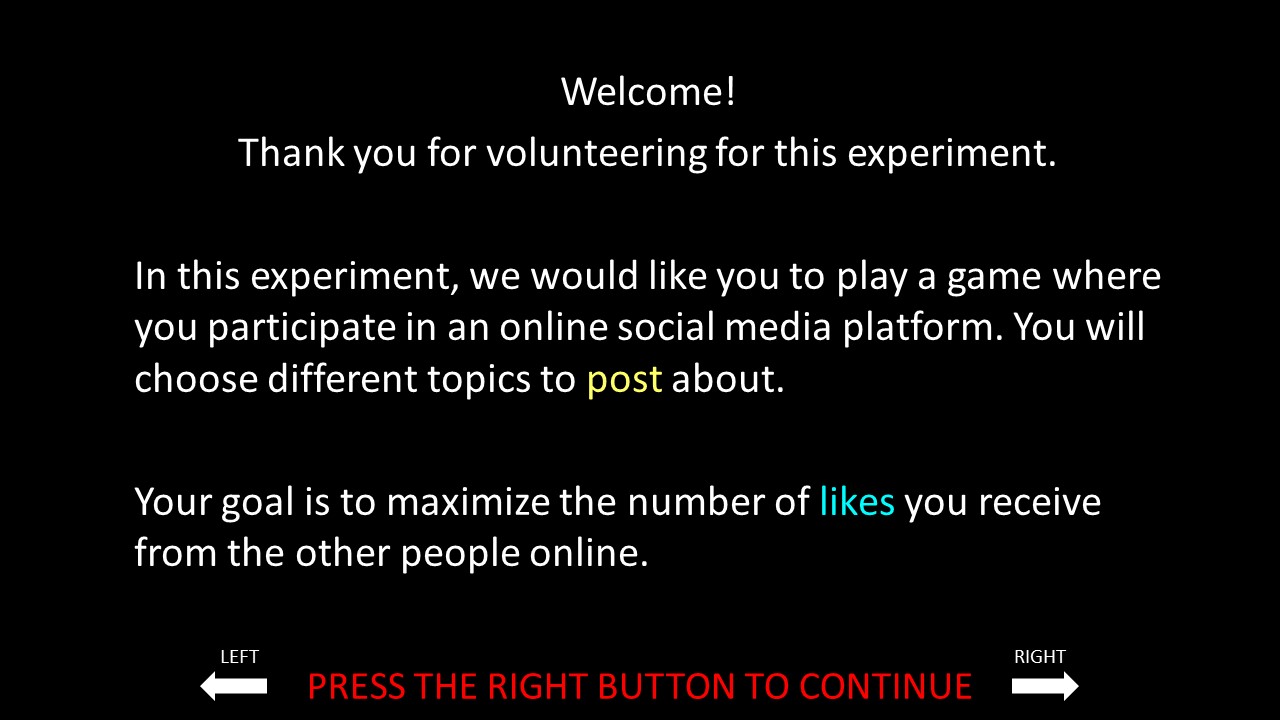 Welcome!
Thank you for volunteering for this experiment.
In this experiment, we would like you to play a game where
you participate in an online social media platform. You will
choose different topics to post about.
Your goal is to maximize the number of likes you receive
from the other people online.
LEFT
PRESS THE RIGHT BUTTON TO CONTINUE
RIGHT